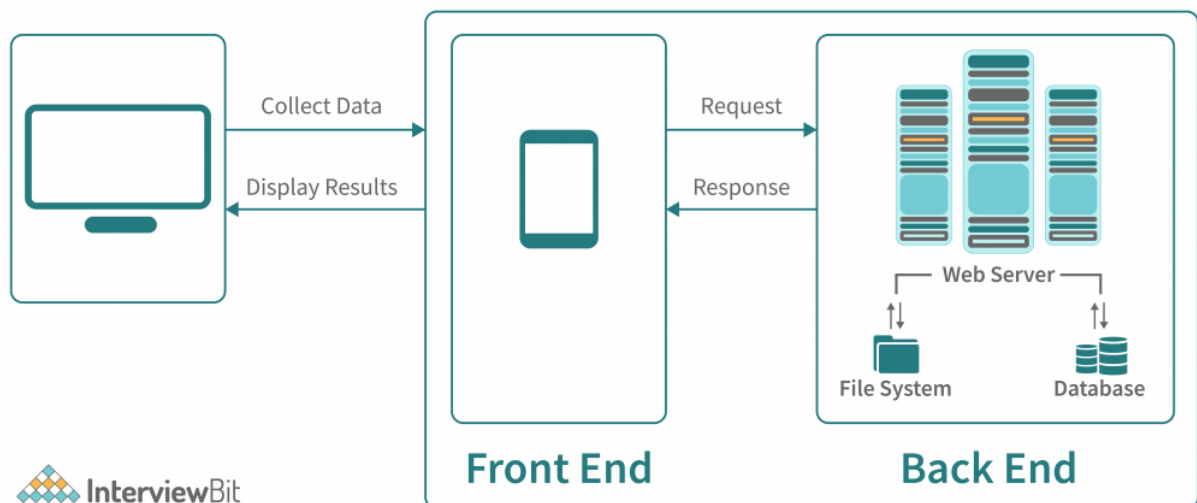 Collect Data
Display Results
Request
Response
Web Server
File System
Database
Front End
Back End
InterviewBit